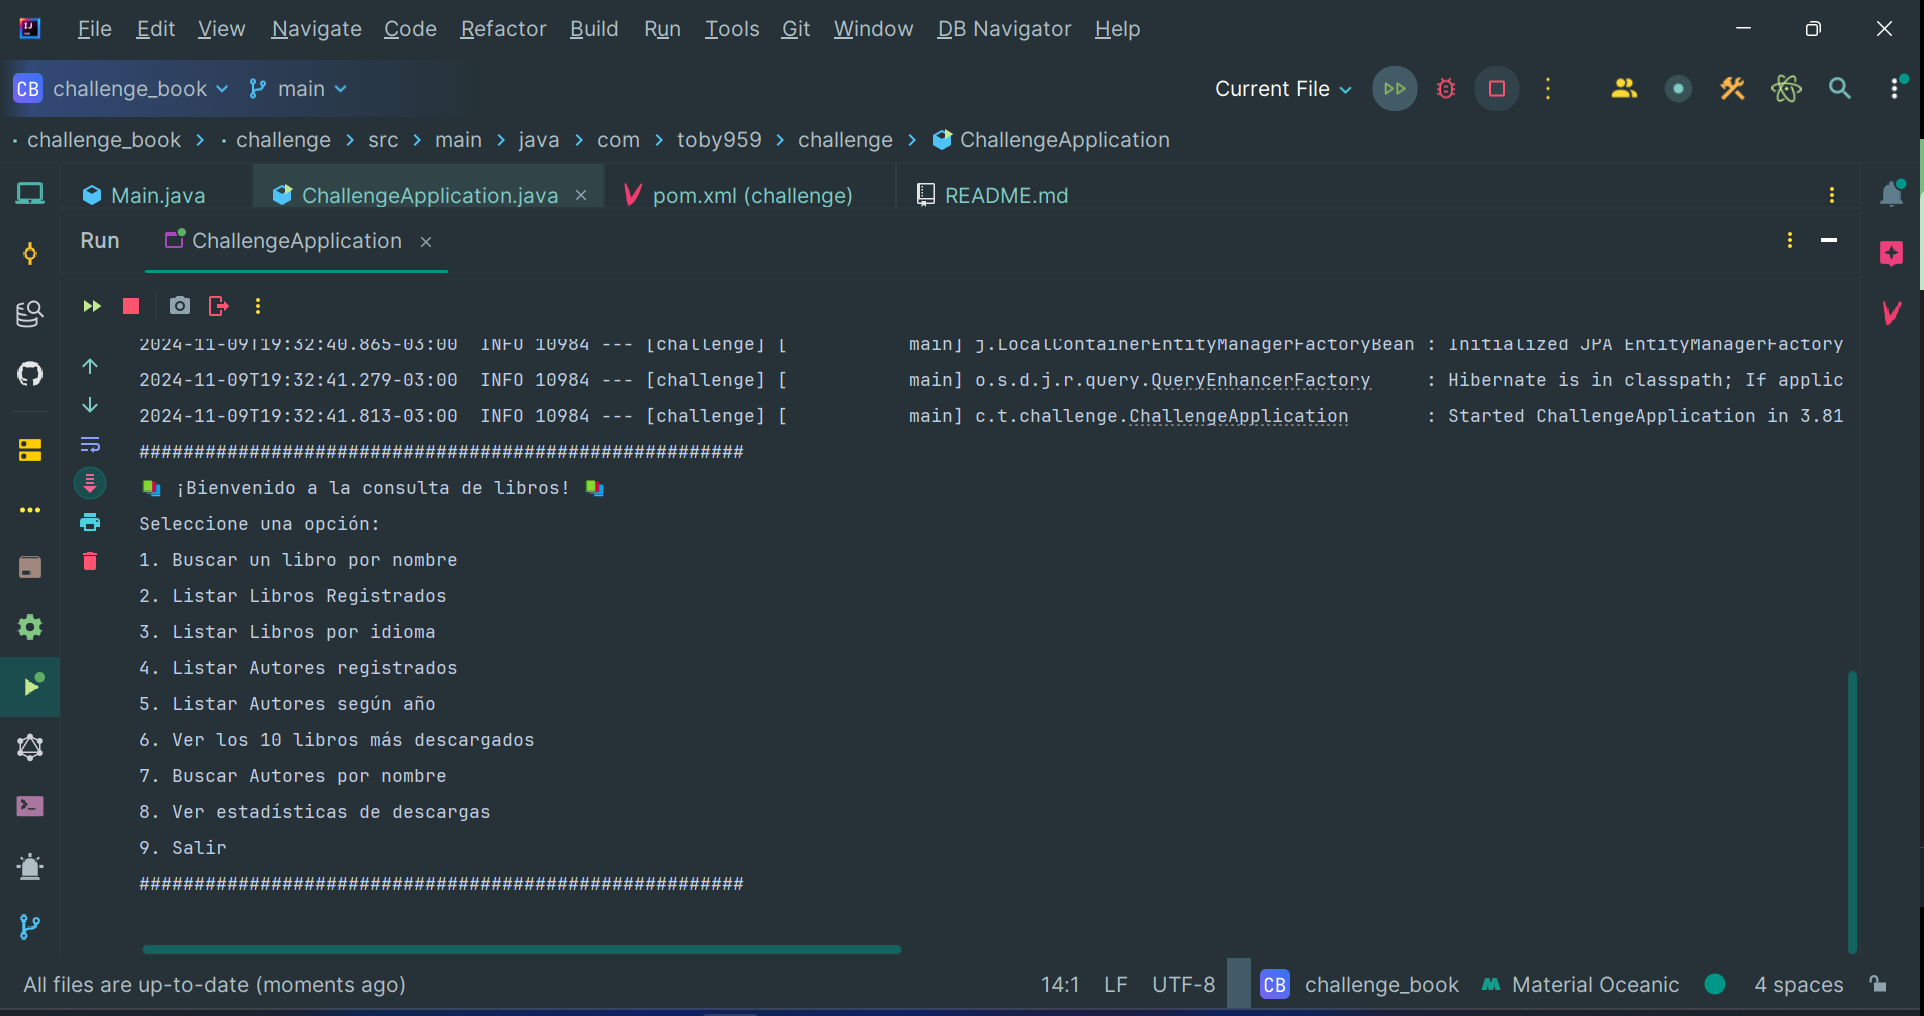 File Edit View Navigate Code Refactor Build Run Tools Git Window DB Navigator Help
CB challenge_book main Current File
challenge_book challenge src main java com toby959 challenge ChallengeApplication
Main.java ChallengeApplication.java pom.xml (challenge) README.md
Run ChallengeApplication
2024-11-09T19:32:40.865-03:00  INFO 10984 --- [challenge] [           main] j.LocalContainerEntityManagerFactoryBean : Initialized JPA EntityManagerFactory
2024-11-09T19:32:41.279-03:00  INFO 10984 --- [challenge] [           main] o.s.d.j.r.query.QueryEnhancerFactory     : Hibernate is in classpath; If applic
2024-11-09T19:32:41.813-03:00  INFO 10984 --- [challenge] [           main] c.t.challenge.ChallengeApplication       : Started ChallengeApplication in 3.81
#######################################################
📚 ¡Bienvenido a la consulta de libros! 📚
Seleccione una opción:
1. Buscar un libro por nombre
2. Listar Libros Registrados
3. Listar Libros por idioma
4. Listar Autores registrados
5. Listar Autores según año
6. Ver los 10 libros más descargados
7. Buscar Autores por nombre
8. Ver estadísticas de descargas
9. Salir
#######################################################
All files are up-to-date (moments ago) 14:1 LF UTF-8 CB challenge_book Material Oceanic 4 spaces